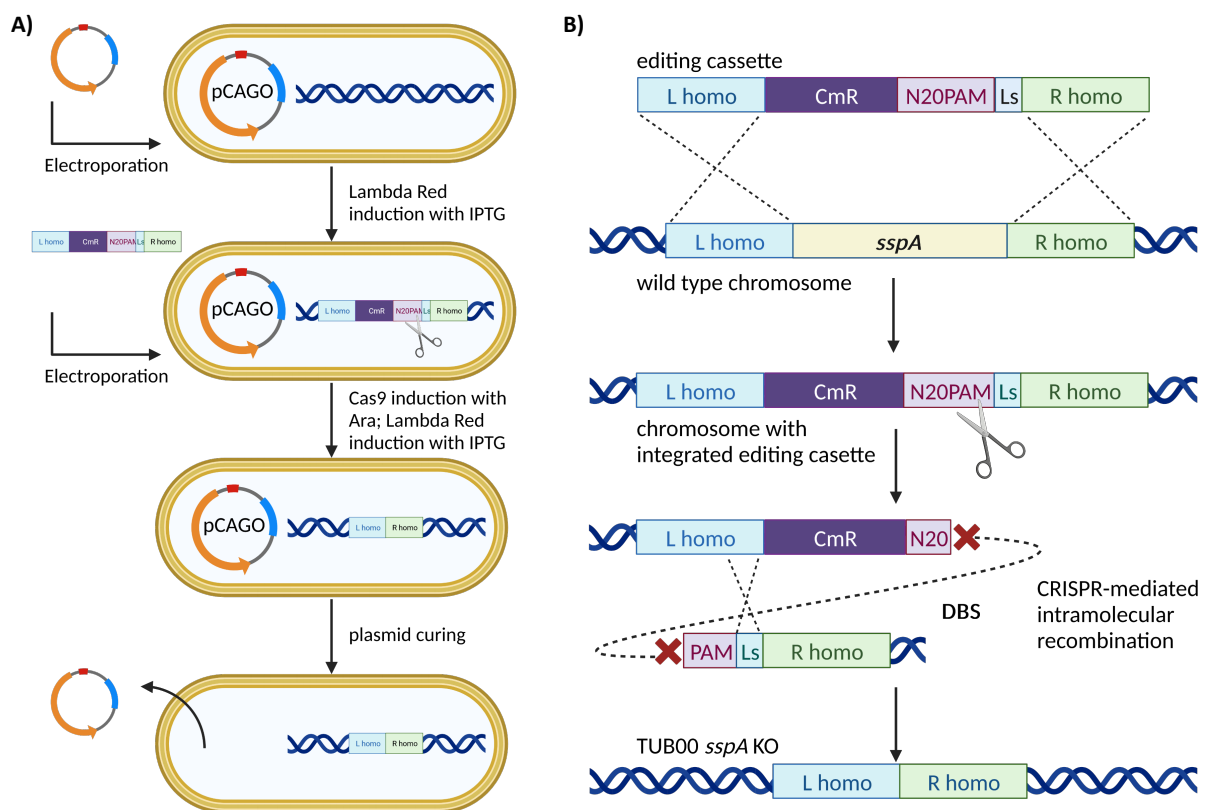 A)
pCAGO
Electroporation
Lambda Red
induction with IPTG
L homo CmR N20PAM Ls R homo
pCAGO
L homo CmR N20PAM Ls R homo
Electroporation
Cas9 induction with
Ara; Lambda Red
induction with IPTG
pCAGO
L homo R homo
plasmid curing
L homo R homo
B)
editing cassette
L homo CmR N20PAM Ls R homo
L homo sspA R homo
wild type chromosome
L homo CmR N20PAM Ls R homo
chromosome with
integrated editing casette
L homo CmR N20
CRISPR-mediated
intramolecular
recombination
DBS
PAM Ls R homo
TUB00 sspA KO
L homo R homo